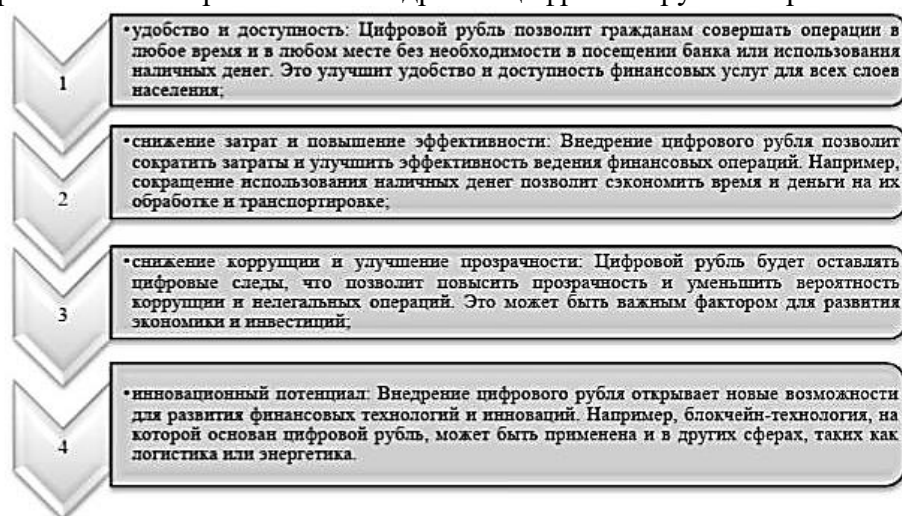 •удобство и доступность: Цифровой рубль позволит гражданам совершать операции в
любое время и в любом месте без необходимости в посещении банка или использования
наличных денег. Это улучшит удобство и доступность финансовых услуг для всех слоев
населения;
1
•снижение затрат и повышение эффективности: Внедрение цифрового рубля позволит
сократить затраты и улучшить эффективность ведения финансовых операций. Например,
сокращение использования наличных денег позволит сэкономить время и деньги на их
обработке и транспортировке;
2
•снижение коррупции и улучшение прозрачности: Цифровой рубль будет оставлять
цифровые следы, что позволит повысить прозрачность и уменьшить вероятность
коррупции и нелегальных операций. Это может быть важным фактором для развития
экономики и инвестиций;
3
•инновационный потенциал: Внедрение цифрового рубля открывает новые возможности
для развития финансовых технологий и инноваций. Например, блокчейн-технология, на
которой основан цифровой рубль, может быть применена и в других сферах, таких как
логистика или энергетика.
4